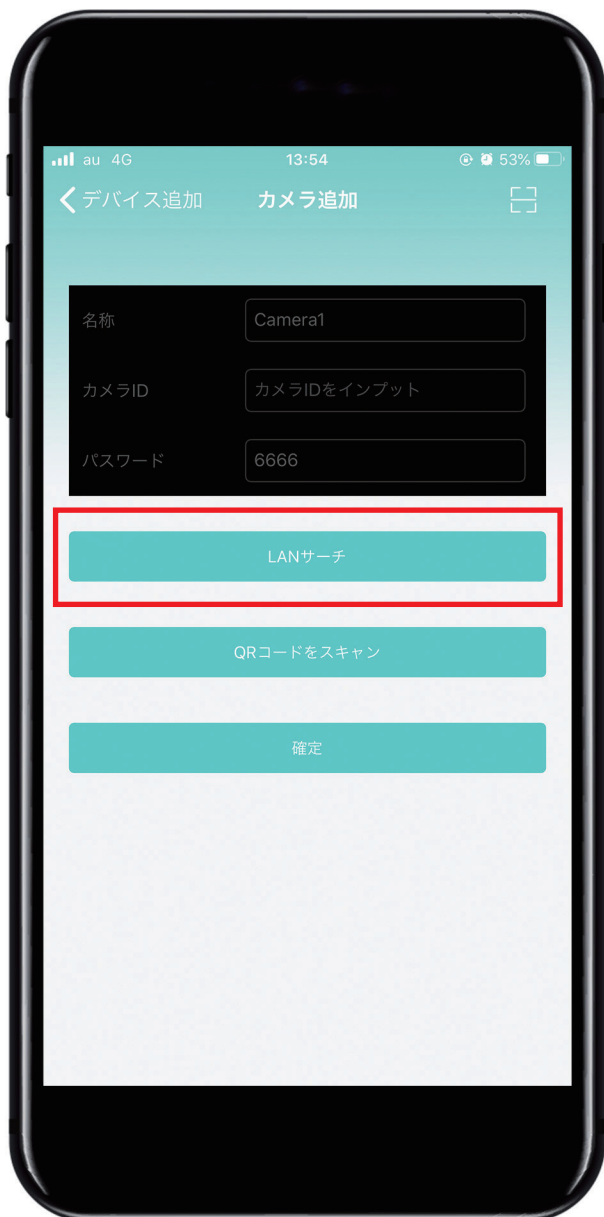 au 4G 13:54 53%
デバイス追加 カメラ追加
名称 Camera1
カメラID カメラIDをインプット
パスワード 6666
LANサーチ
QRコードをスキャン
確定